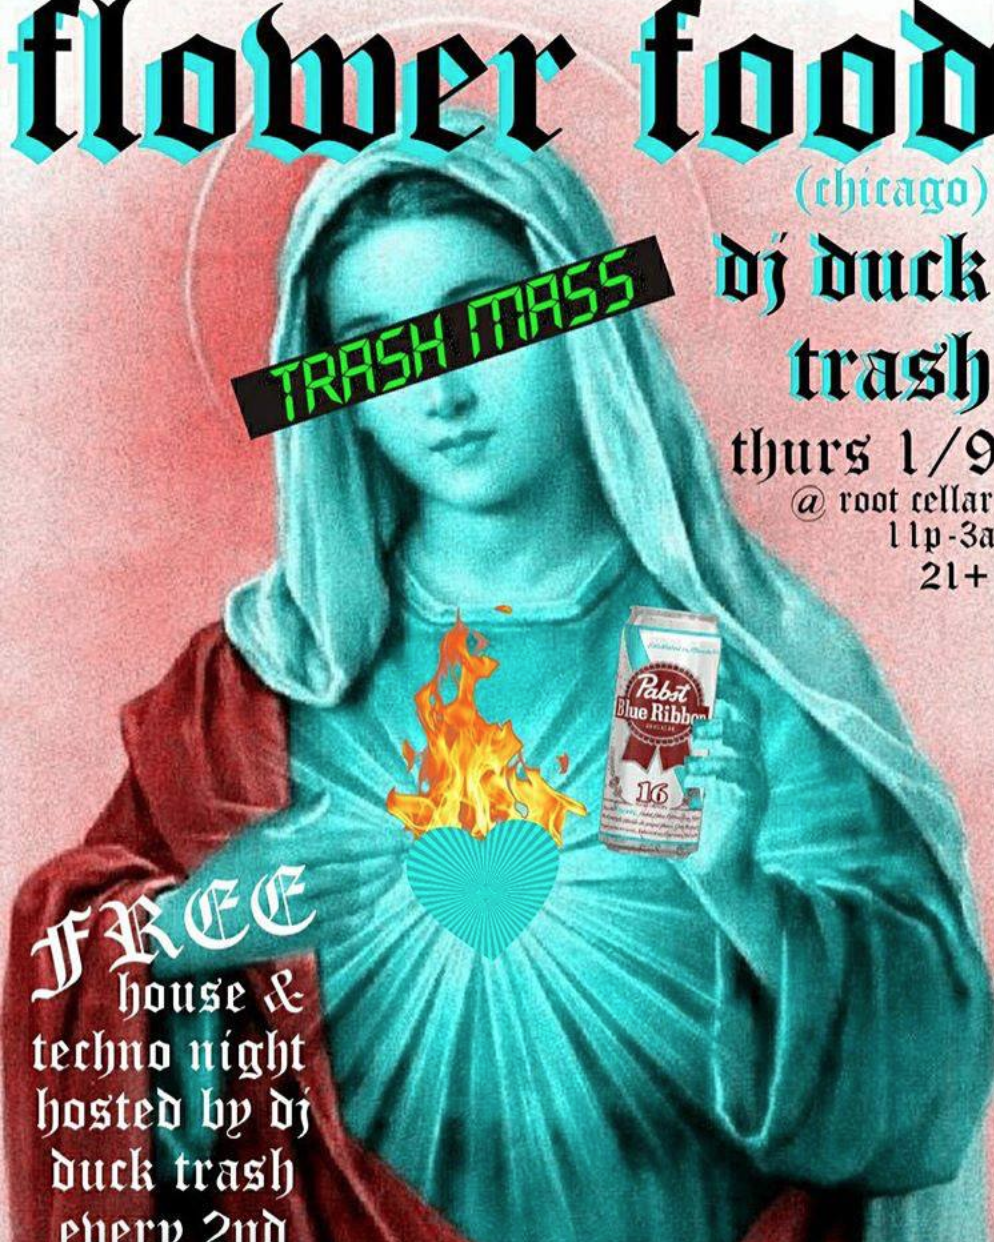 flower food
(chicago)
dj duck
trash
TRASH MASS
thurs 1/9
@ root cellar
11p-3a
21+
Pabst
Blue Ribbon
16
FREE
house &
techno night
hosted by dj
duck trash
every 2nd